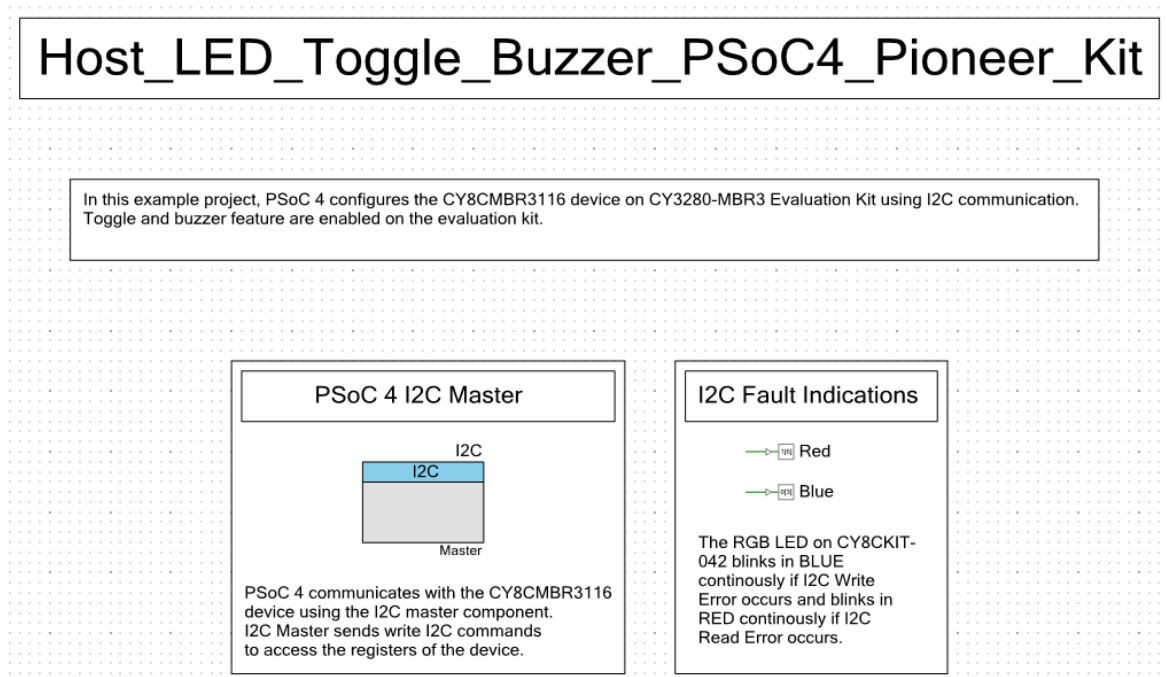 Host_LED_Toggle_Buzzer_PSoC4_Pioneer_Kit
In this example project, PSoC 4 configures the CY8CMBR3116 device on CY3280-MBR3 Evaluation Kit using I2C communication.
Toggle and buzzer feature are enabled on the evaluation kit.
PSoC 4 I2C Master
I2C
I2C
Master
PSoC 4 communicates with the CY8CMBR3116
device using the I2C master component.
I2C Master sends write I2C commands
to access the registers of the device.
I2C Fault Indications
1[6] Red
0[3] Blue
The RGB LED on CY8CKIT-
042 blinks in BLUE
continously if I2C Write
Error occurs and blinks in
RED continously if I2C
Read Error occurs.